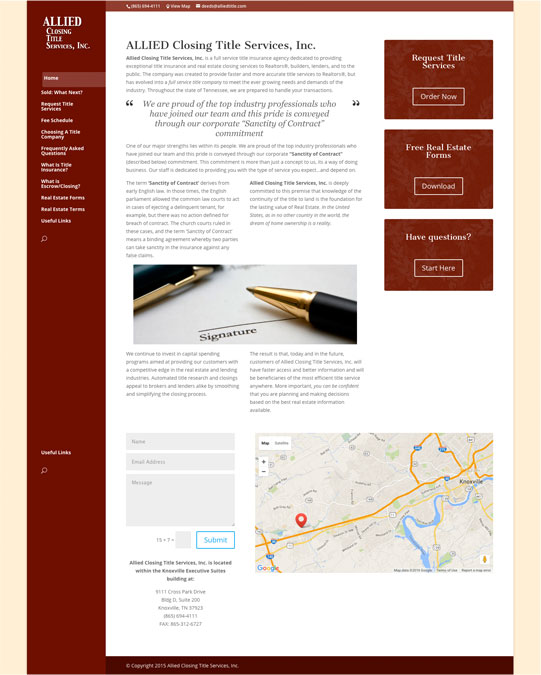 ALLIED
CLOSING
TITLE
SERVICES, INC.
(865) 694-4111 View Map deeds@alliedtitle.com
Home
Sold: What Next?
Request Title
Services
Fee Schedule
Choosing A Title
Company
Frequently Asked
Questions
What is Title
Insurance?
What is
Escrow/Closing?
Real Estate Forms
Real Estate Terms
Useful Links
ALLIED Closing Title Services, Inc.
Allied Closing Title Services, Inc. is a full service title insurance agency dedicated to providing
exceptional title insurance and real estate closing services to Realtors®, builders, lenders, and to the
public. The company was created to provide faster and more accurate title services to Realtors®, but
has evolved into a full service title company to meet the ever growing needs and demands of the
industry. Throughout the state of Tennessee, we are prepared to handle your transactions.
“ We are proud of the top industry professionals who ”
have joined our team and this pride is conveyed
through our corporate “Sanctity of Contract”
commitment
One of our major strengths lies within its people. We are proud of the top industry professionals who
have joined our team and this pride is conveyed through our corporate “Sanctity of Contract”
(described below) commitment. This commitment is more than just a concept to us, its a way of doing
business. Our staff is dedicated to providing you with the type of service you expect....and depend on.
The term ‘Sanctity of Contract’ derives from
early English law. In those times, the English
parliament allowed the common law courts to act
in cases of ejecting a delinquent tenant, for
example, but there was no action defined for
breach of contract. The church courts ruled in
these cases, and the term ‘Sanctity of Contract’
means a binding agreement whereby two parties
can take sanctity in the insurance against any
false claims.
Allied Closing Title Services, Inc. is deeply
committed to this premise that knowledge of
the continuity of title to land is the foundation for
the lasting value of Real Estate. In the United
States, as in no other country in the world, the
dream of home ownership is a reality.
Signature
We continue to invest in capital spending
programs aimed at providing our customers with
a competitive edge in the real estate and lending
industries. Automated title research and closings
appeal to brokers and lenders alike by smoothing
and simplifying the closing process.
The result is that, today and in the future,
customers of Allied Closing Title Services, Inc. will
have faster access and better information and will
be beneficiaries of the most efficient title service
anywhere. More important, you can be confident
that you are planning and making decisions
based on the best real estate information
available.
Request Title
Services
Order Now
Free Real Estate
Forms
Download
Have questions?
Start Here
Useful Links
Name
Email Address
Message
15 + 7 =
Submit
Map Satellite
Knoxville
Google
Map data ©2015 Google Terms of Use Report a map error
Allied Closing Title Services, Inc. is located
within the Knoxville Executive Suites
building at:
9111 Cross Park Drive
Bldg D, Suite 200
Knoxville, TN 37923
(865) 694-4111
FAX: 865-312-6727
© Copyright 2015 Allied Closing Title Services, Inc.